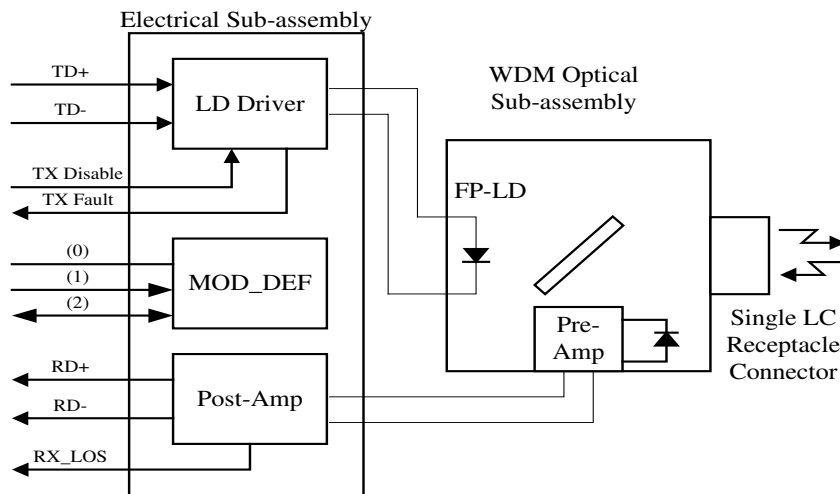 Electrical Sub-assembly
TD+
TD-
LD Driver
TX Disable
TX Fault
(0)
(1)
(2)
MOD_DEF
RD+
RD-
Post-Amp
RX_LOS
WDM Optical
Sub-assembly
FP-LD
Pre-
Amp
Single LC
Receptacle
Connector